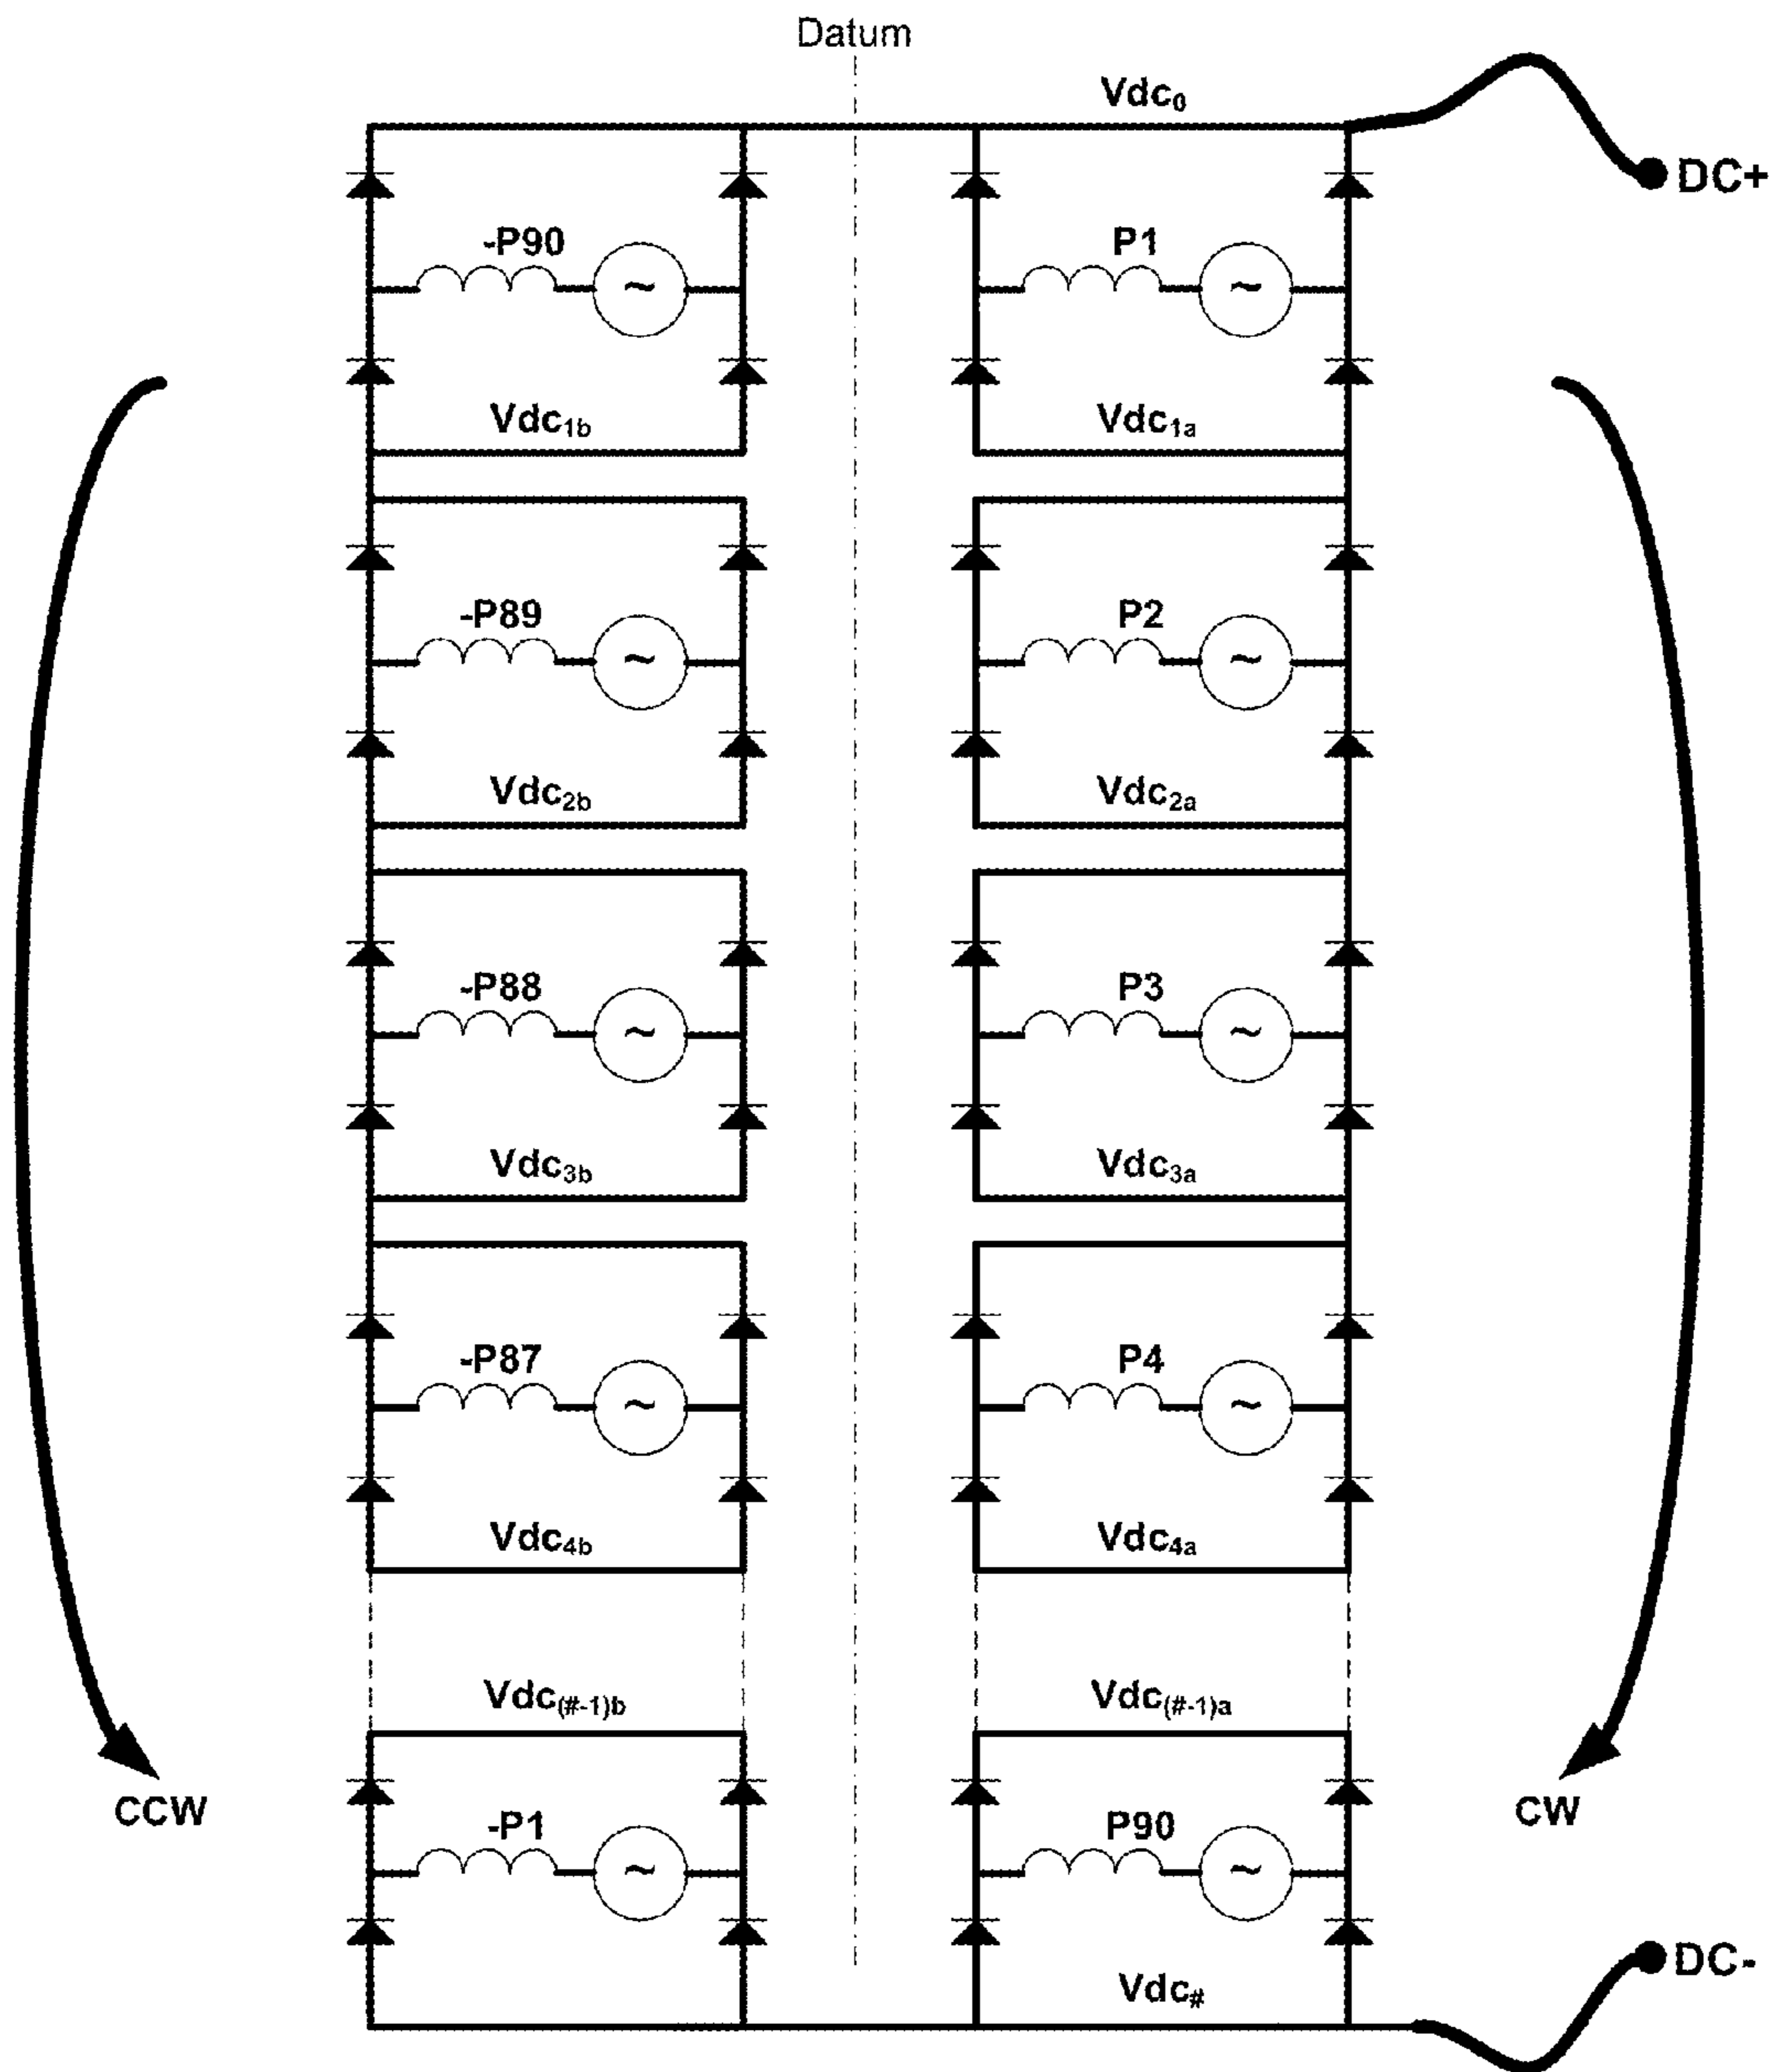 Datum
Vdc₀
DC+
-P90 ~ P1 ~
Vdc₁b Vdc₁a
-P89 ~ P2 ~
Vdc₂b Vdc₂a
-P88 ~ P3 ~
Vdc₃b Vdc₃a
-P87 ~ P4 ~
Vdc₄b Vdc₄a
Vdc(#-1)b Vdc(#-1)a
CCW -P1 ~ P90 ~ CW
DC-
Vdc#